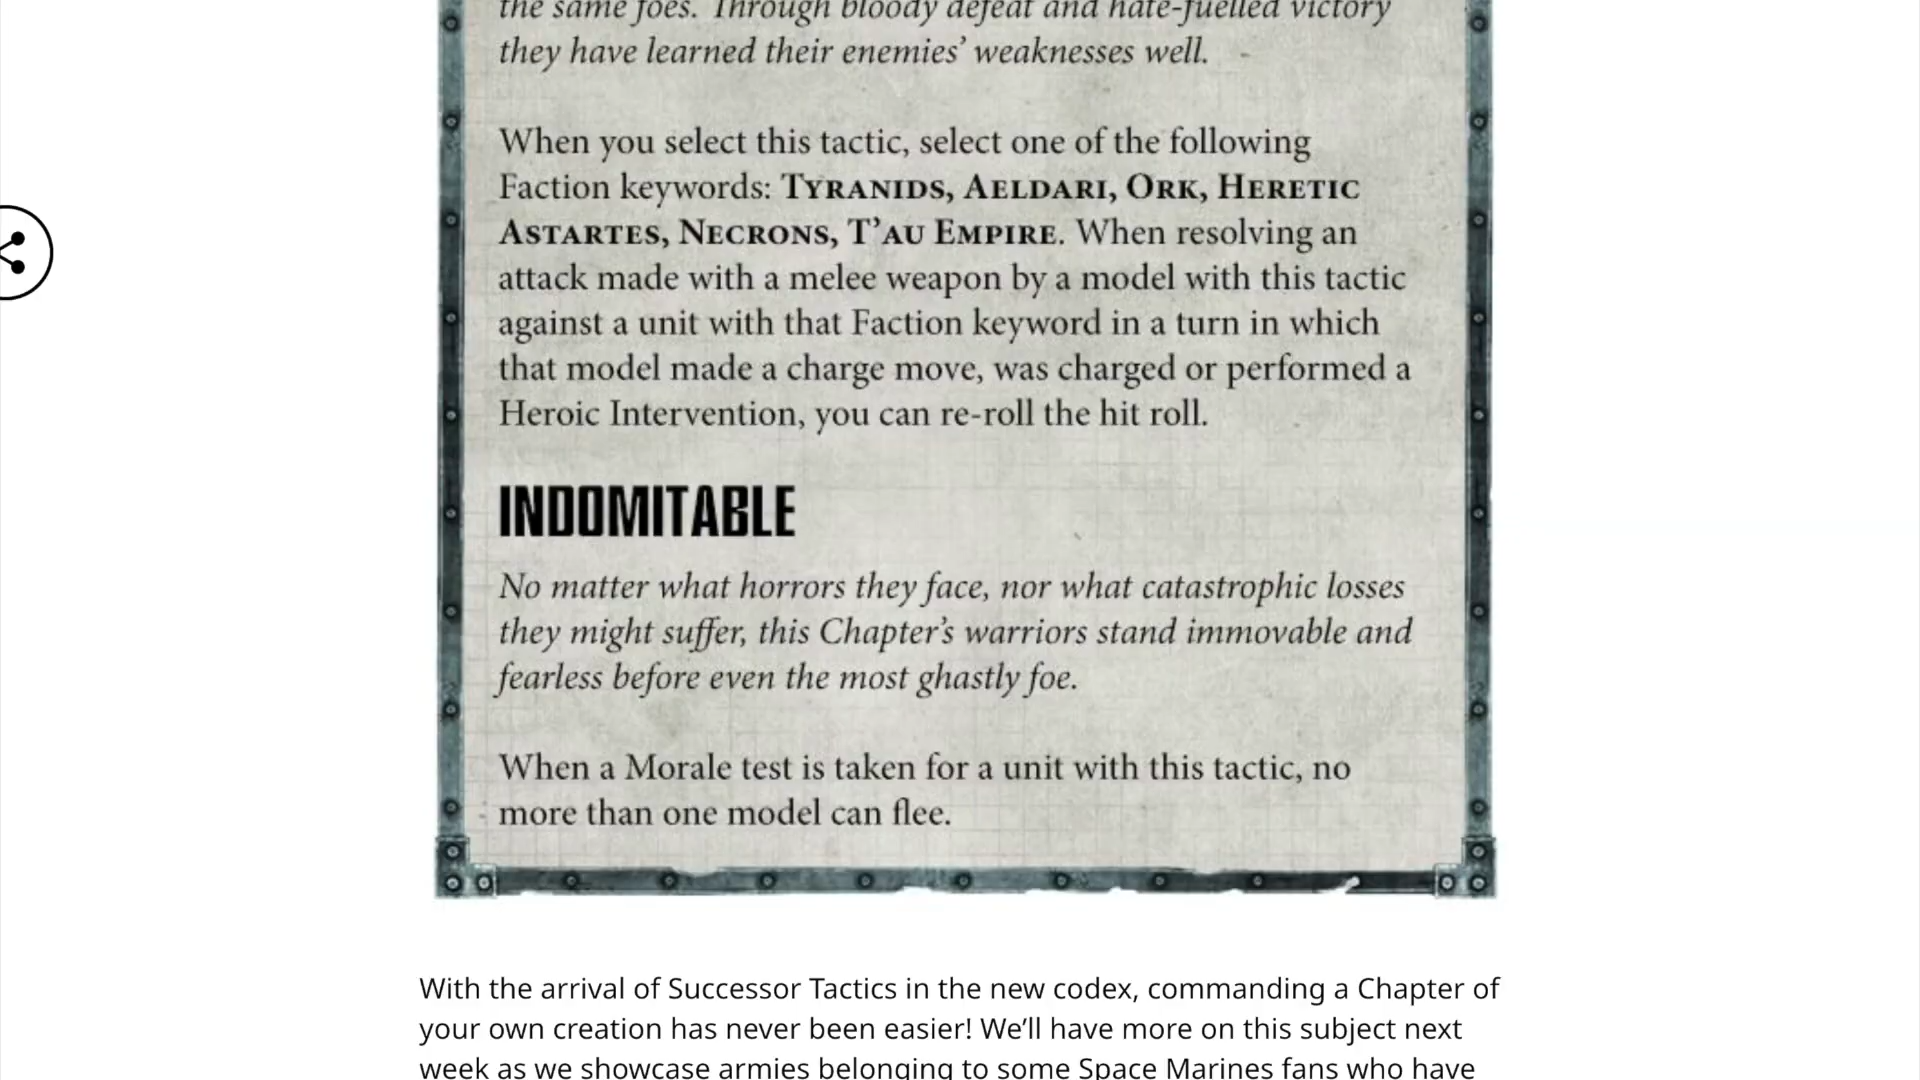 the same foes. Through bloody defeat and hate-fuelled victory
they have learned their enemies’ weaknesses well.
When you select this tactic, select one of the following
Faction keywords: TYRANIDS, AELDARI, ORK, HERETIC
ASTARTES, NECRONS, T’AU EMPIRE. When resolving an
attack made with a melee weapon by a model with this tactic
against a unit with that Faction keyword in a turn in which
that model made a charge move, was charged or performed a
Heroic Intervention, you can re-roll the hit roll.
INDOMITABLE
No matter what horrors they face, nor what catastrophic losses
they might suffer, this Chapter’s warriors stand immovable and
fearless before even the most ghastly foe.
When a Morale test is taken for a unit with this tactic, no
more than one model can flee.
With the arrival of Successor Tactics in the new codex, commanding a Chapter of
your own creation has never been easier! We’ll have more on this subject next
week as we showcase armies belonging to some Space Marines fans who have